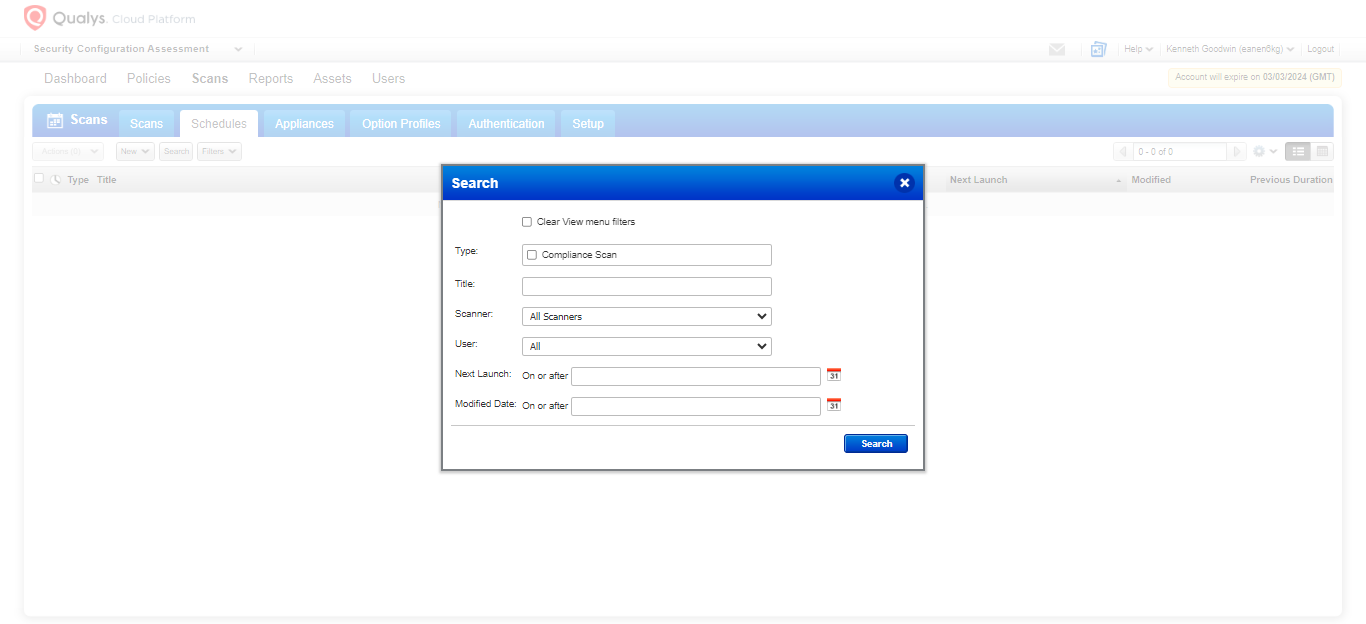 Qualys. Cloud Platform
Security Configuration Assessment
Help Kenneth Goodwin (eanen6kg) Logout
Dashboard Policies Scans Reports Assets Users
Account will expire on 03/03/2024 (GMT)
Scans Scans Schedules Appliances Option Profiles Authentication Setup
Actions (0) New Search Filters 0 - 0 of 0
Type Title Next Launch Modified Previous Duration
Search
Clear View menu filters
Type: Compliance Scan
Title:
Scanner: All Scanners
User: All
Next Launch: On or after 31
Modified Date: On or after 31
Search